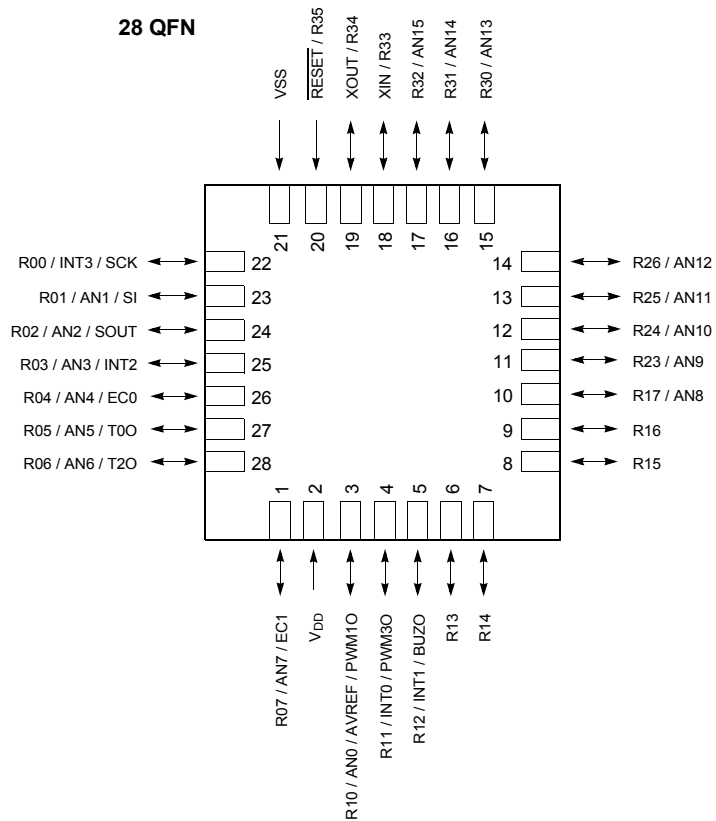 28 QFN
VSS
RESET / R35
XOUT / R34
XIN / R33
R32 / AN15
R31 / AN14
R30 / AN13
21
20
19
18
17
16
15
R00 / INT3 / SCK
22
R01 / AN1 / SI
23
R02 / AN2 / SOUT
24
R03 / AN3 / INT2
25
R04 / AN4 / EC0
26
R05 / AN5 / T0O
27
R06 / AN6 / T2O
28
14
R26 / AN12
13
R25 / AN11
12
R24 / AN10
11
R23 / AN9
10
R17 / AN8
9
R16
8
R15
1
2
3
4
5
6
7
R07 / AN7 / EC1
VDD
R10 / AN0 / AVREF / PWM1O
R11 / INT0 / PWM3O
R12 / INT1 / BUZO
R13
R14